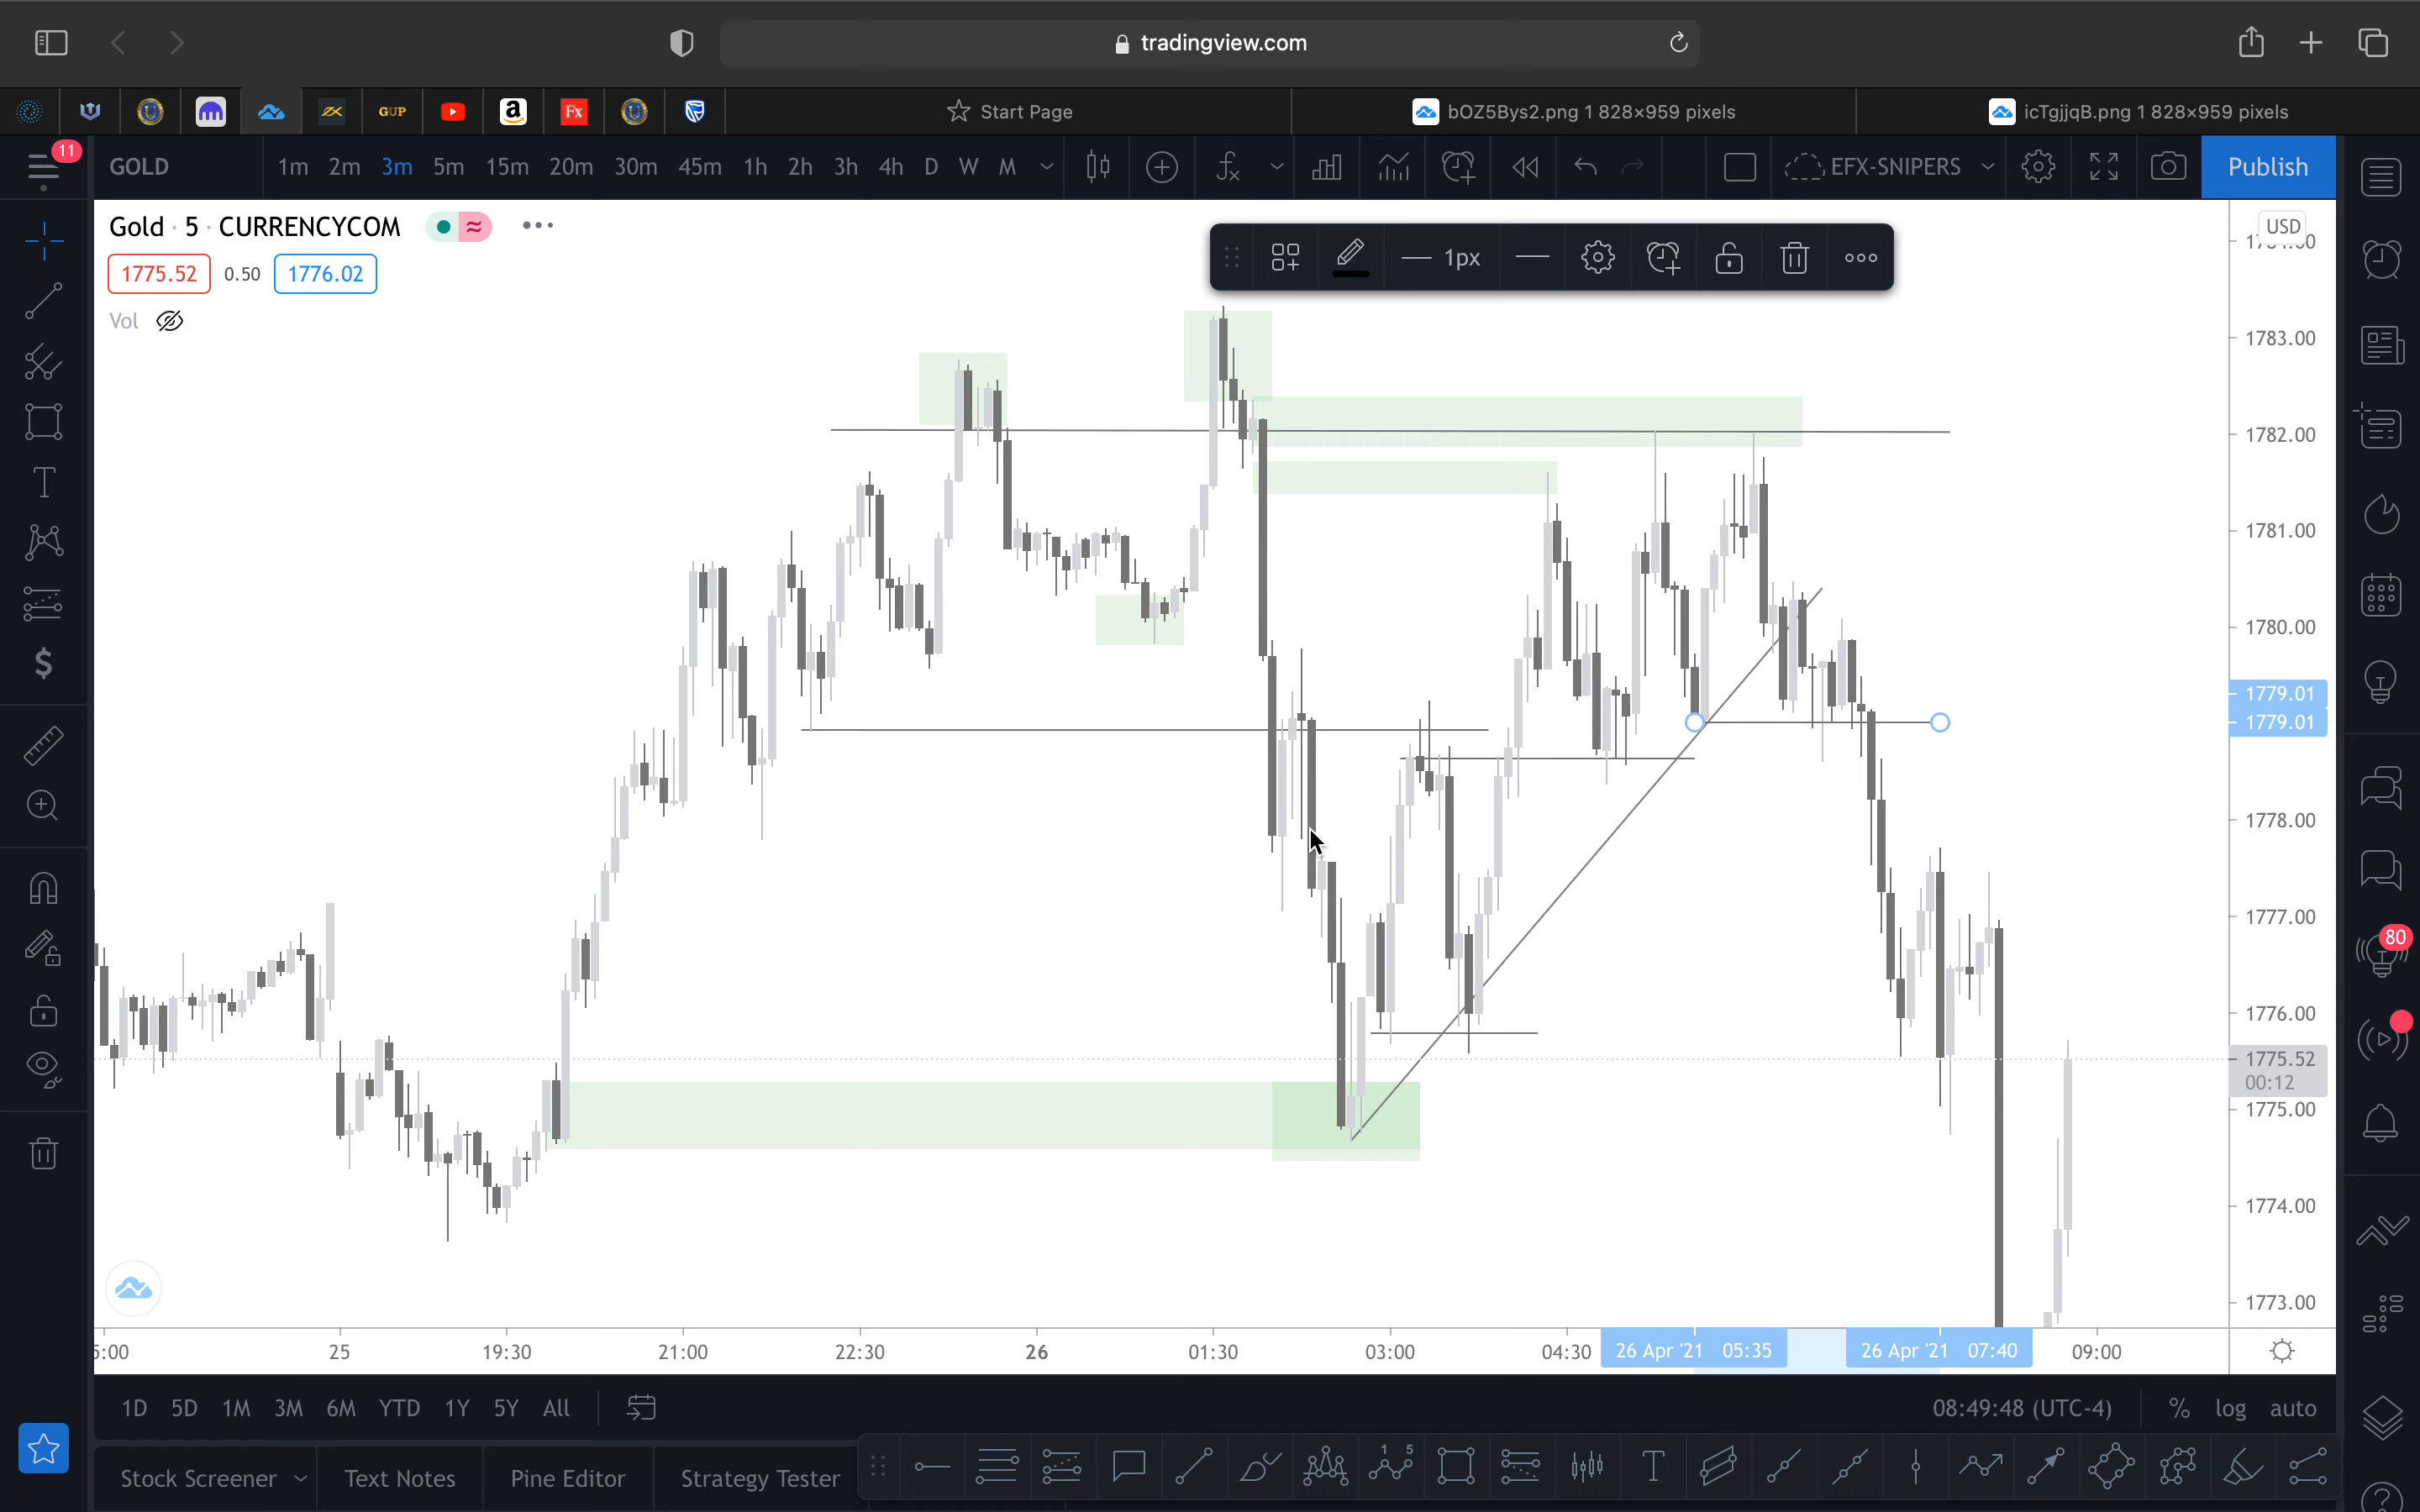 tradingview.com
GUP
Fx
Start Page
bOZ5Bys2.png 1 828×959 pixels
icTgjjqB.png 1 828×959 pixels
11
GOLD
1m 2m 3m 5m 15m 20m 30m 45m 1h 2h 3h 4h D W M
EFX-SNIPERS
Publish
Gold · 5 · CURRENCYCOM
1775.52 0.50 1776.02
Vol
1px
USD
1783.00
1782.00
1781.00
1780.00
1779.01
1779.01
1778.00
1777.00
1776.00
1775.52
00:12
1775.00
1774.00
1773.00
80
25 19:30 21:00 22:30 26 01:30 03:00 04:30 26 Apr '21 05:35 26 Apr '21 07:40 09:00
1D 5D 1M 3M 6M YTD 1Y 5Y All
08:49:48 (UTC-4) % log auto
Stock Screener Text Notes Pine Editor Strategy Tester
1 5